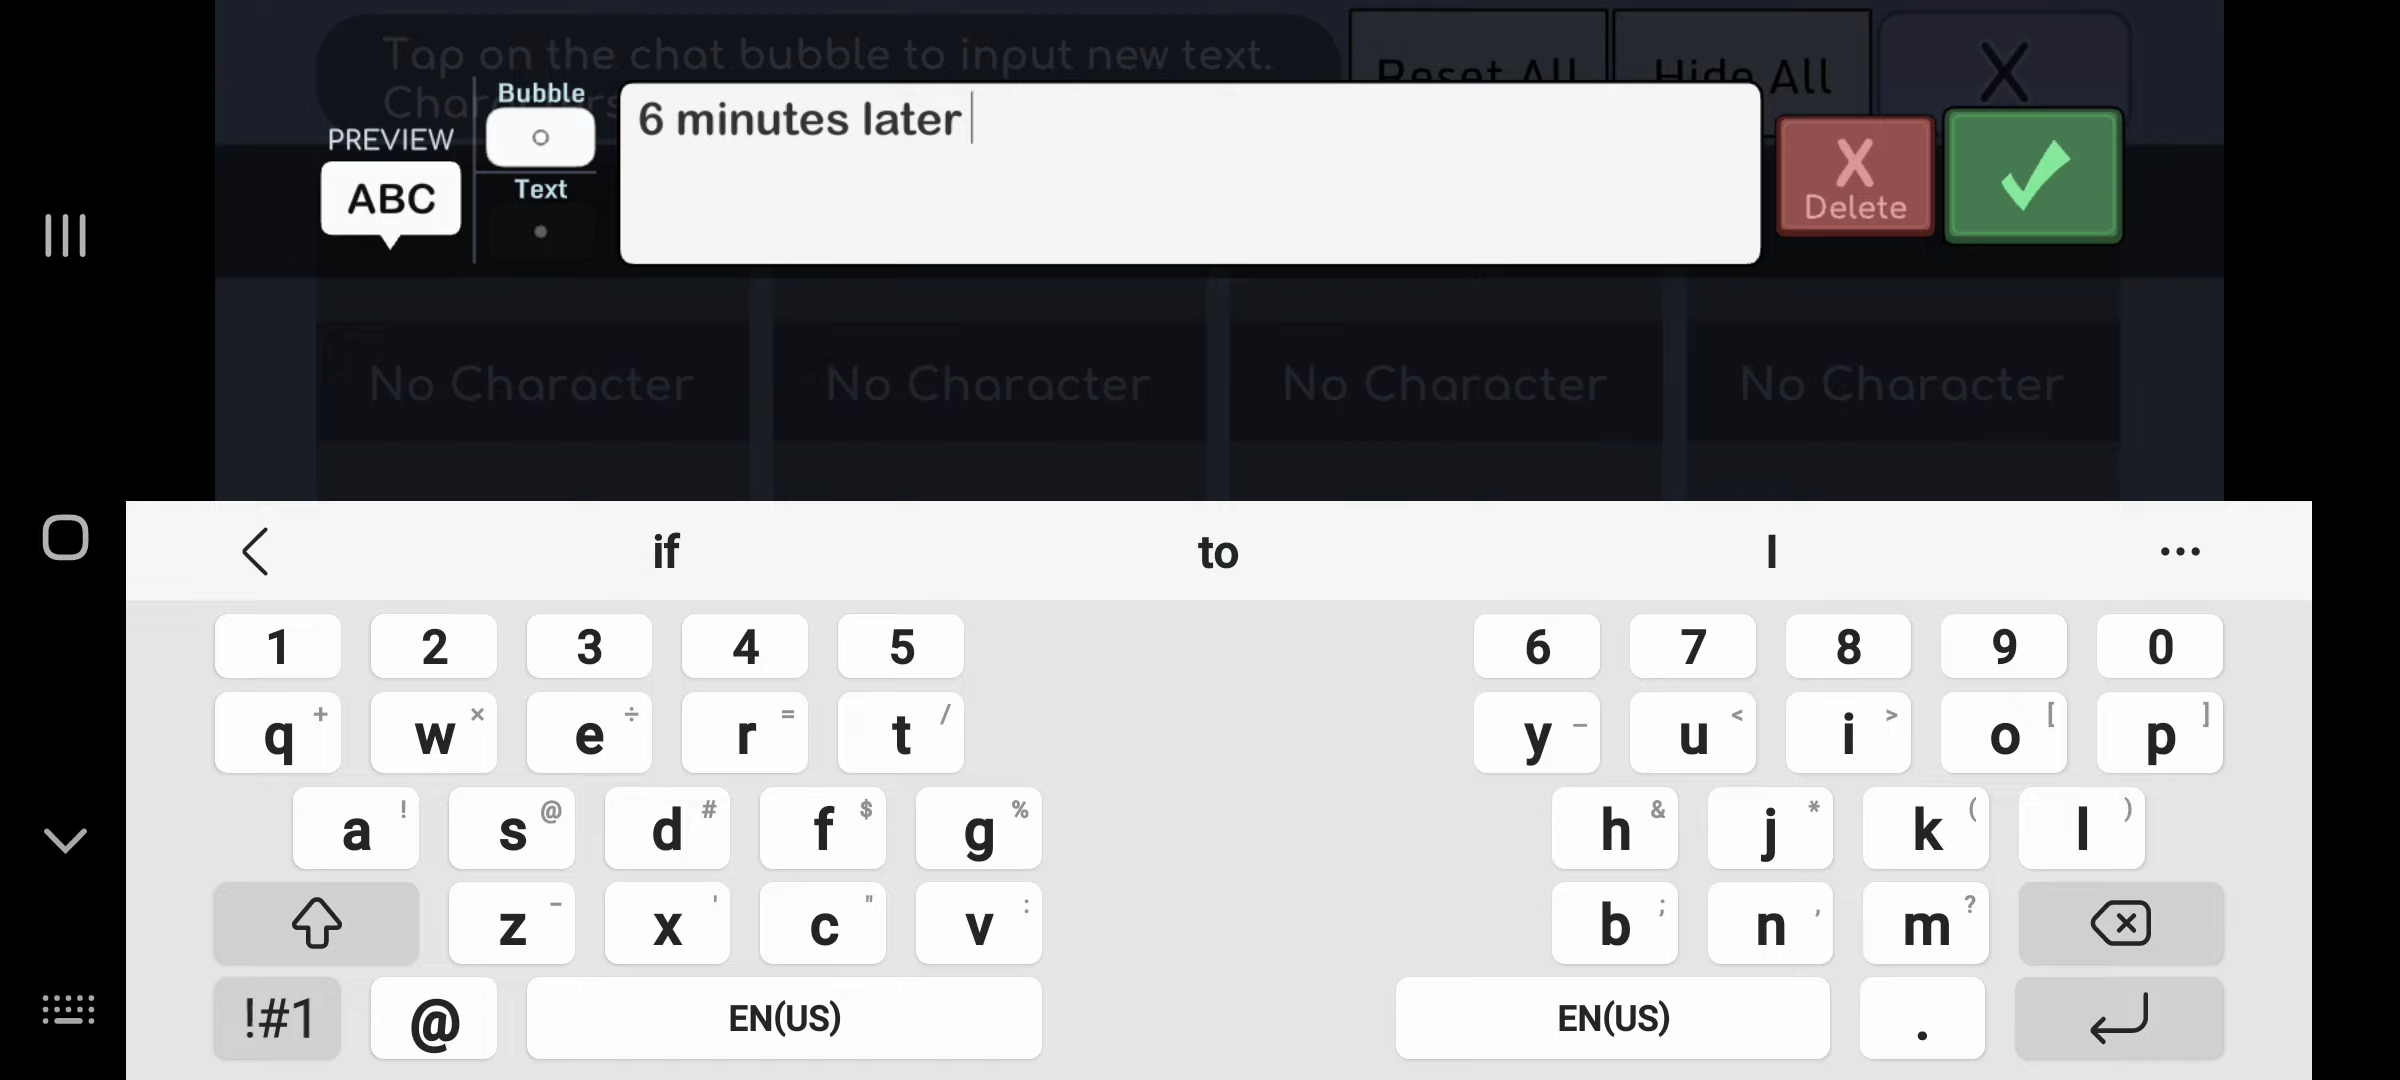 Tap on the chat bubble to input new text.
Reset All
Hide All
X
Bubble
6 minutes later
PREVIEW
X
Delete
ABC
Text
No Character
No Character
No Character
No Character
if
to
I
...
1
2
3
4
5
6
7
8
9
0
q +
w ×
e ÷
r =
t /
y –
u <
i >
o [
p ]
a !
s @
d #
f $
g %
h &
j *
k (
l )
z -
x '
c "
v :
b ;
n ,
m ?
!#1
@
EN(US)
EN(US)
.